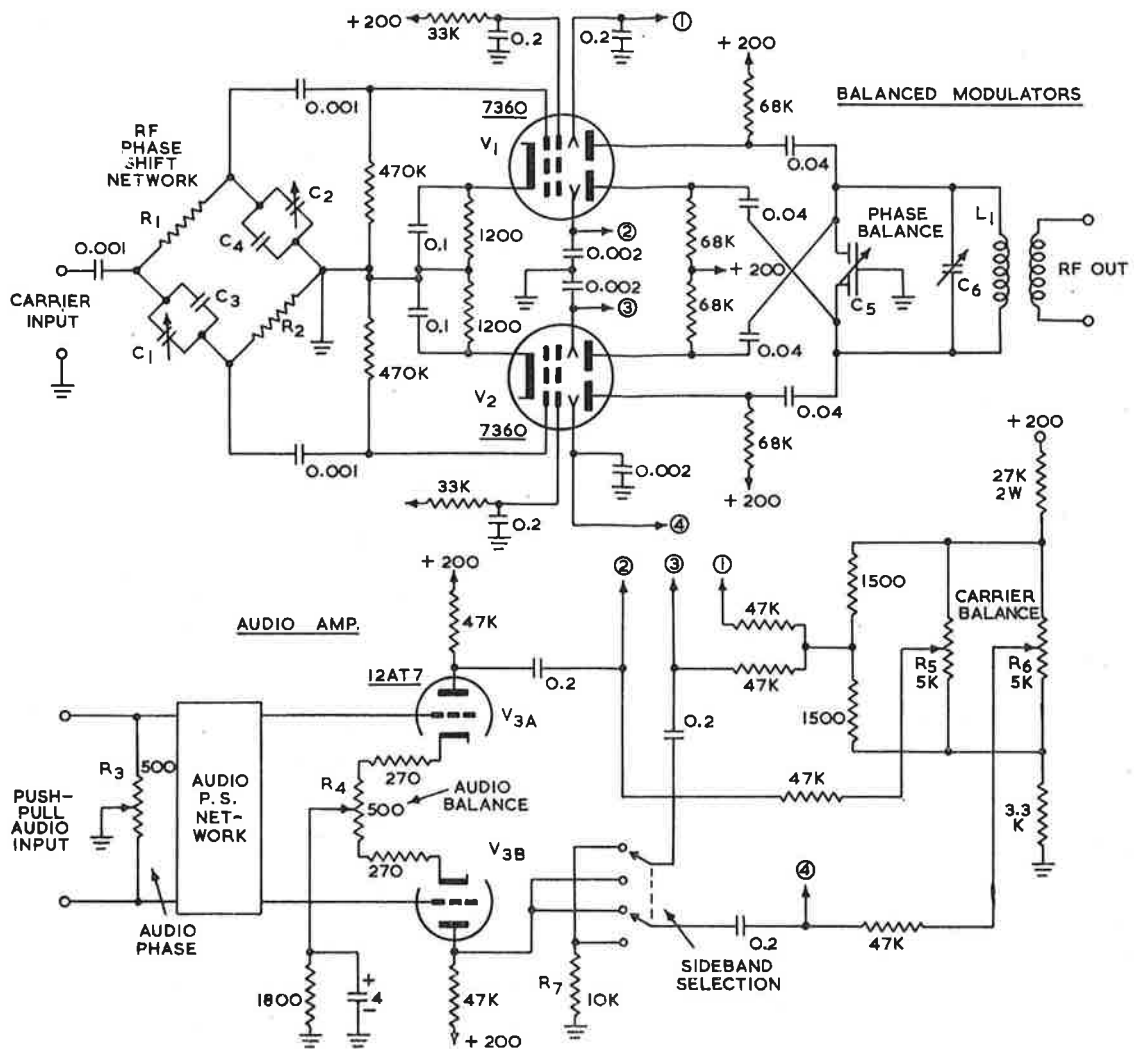 + 200
33K
0.2
0.2
①
+ 200
BALANCED MODULATORS
0.001
7360
68K
RF
PHASE
SHIFT
NETWORK
V1
0.04
470K
C2
R1
C4
0.001
0.1
1200
②
0.002
68K
0.04
PHASE
BALANCE
L1
+ 200
RF OUT
CARRIER
INPUT
C3
C1
R2
0.002
③
68K
C5
C6
0.1
1200
0.04
470K
V2
7360
0.04
0.001
0.002
68K
+ 200
33K
0.2
④
+ 200
27K
2W
+ 200
②
③
①
AUDIO AMP.
47K
47K
1500
CARRIER
BALANCE
12AT7
0.2
47K
R5
5K
R6
5K
V3A
0.2
1500
R3
500
AUDIO
P. S.
NET-
WORK
270
R4
500
AUDIO
BALANCE
47K
3.3
K
PUSH-
PULL
AUDIO
INPUT
270
V3B
④
AUDIO
PHASE
0.2
47K
SIDEBAND
SELECTION
1800
+
4
-
47K
R7
10K
+ 200